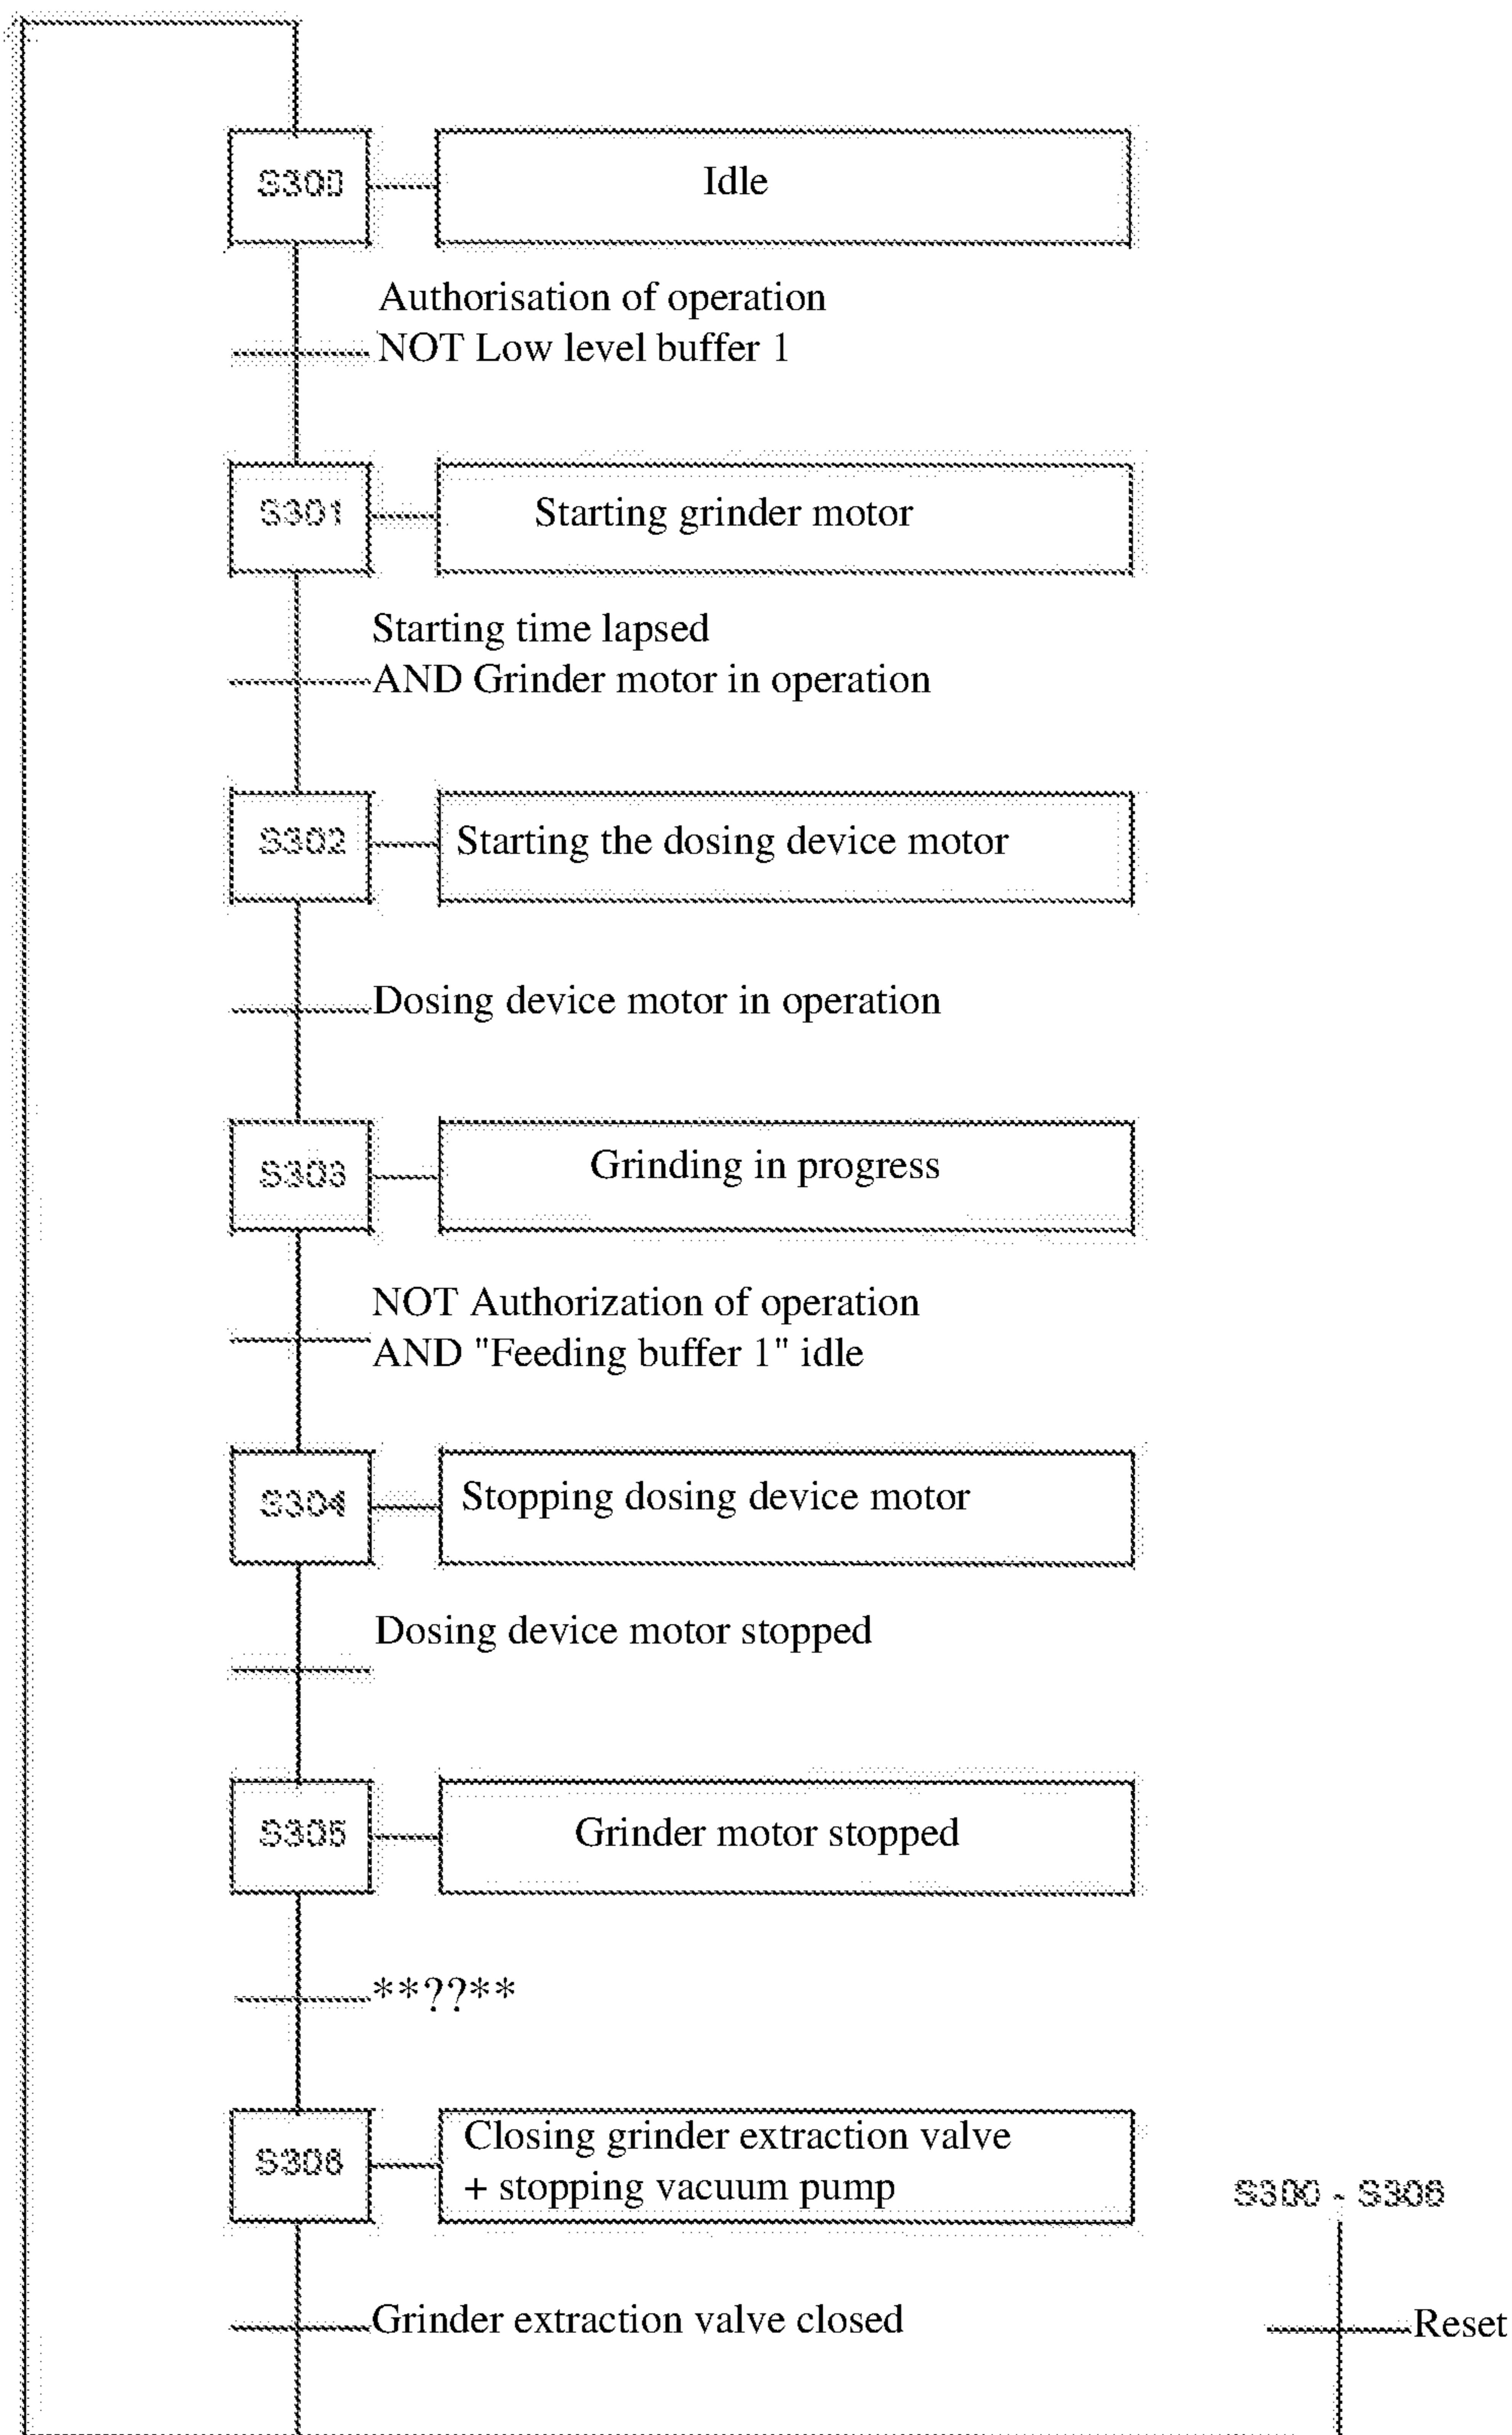 S300
Idle
Authorisation of operation
NOT Low level buffer 1
S301
Starting grinder motor
Starting time lapsed
AND Grinder motor in operation
S302
Starting the dosing device motor
Dosing device motor in operation
S303
Grinding in progress
NOT Authorization of operation
AND "Feeding buffer 1" idle
S304
Stopping dosing device motor
Dosing device motor stopped
S305
Grinder motor stopped
**??**
S306
Closing grinder extraction valve
+ stopping vacuum pump
S300 - S306
Grinder extraction valve closed
Reset